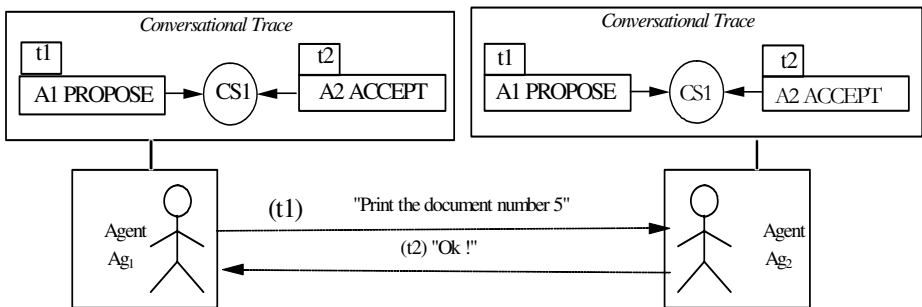 Conversational Trace
t1
t2
A1 PROPOSE
CS1
A2 ACCEPT
Conversational Trace
t1
t2
A1 PROPOSE
CS1
A2 ACCEPT
Agent
Ag1
(t1)
"Print the document number 5"
(t2) "Ok !"
Agent
Ag2